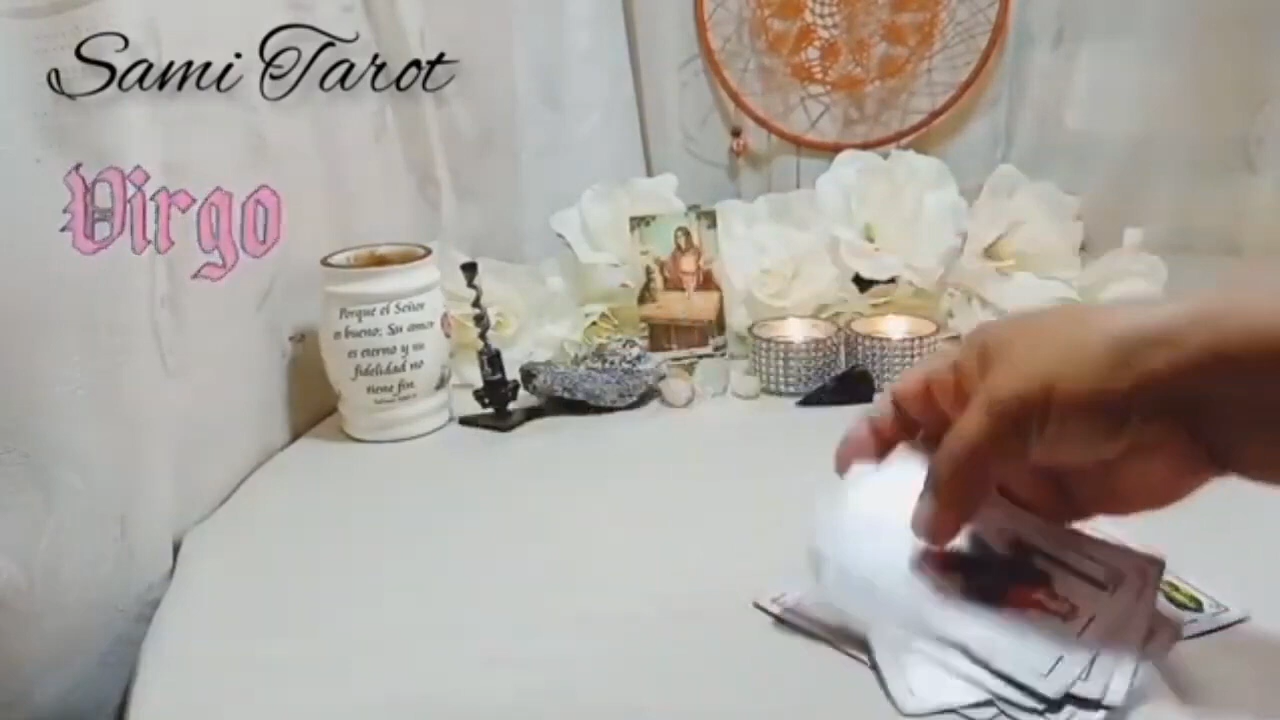 Sami Tarot
Virgo
Porque el Señor
es bueno; Su amor
es eterno y su
fidelidad no
tiene fin.